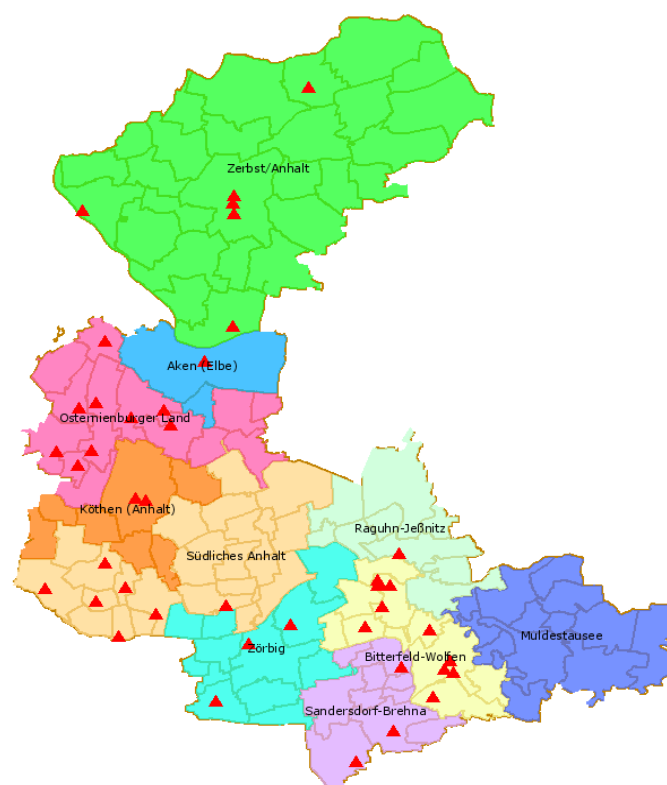 Zerbst/Anhalt
Aken (Elbe)
Osternienburger Land
Köthen (Anhalt)
Raguhn-Jeßnitz
Südliches Anhalt
Muldestausee
Zörbig
Bitterfeld-Wolfen
Sandersdorf-Brehna